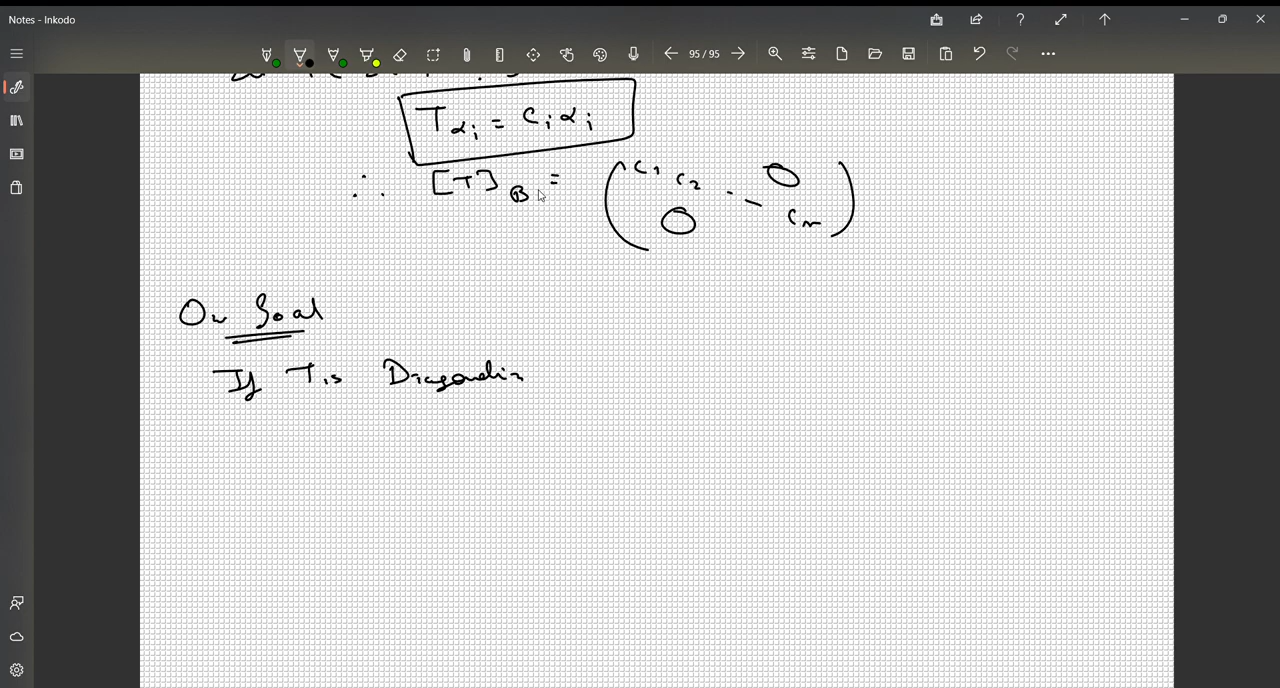 Notes - Inkodo
95 / 95
Tαᵢ = cᵢαᵢ
∴ [T]_B = ( c₁ c₂ ⋱ cₙ 0 0 )
Our Goal
If T is Diagonaliz